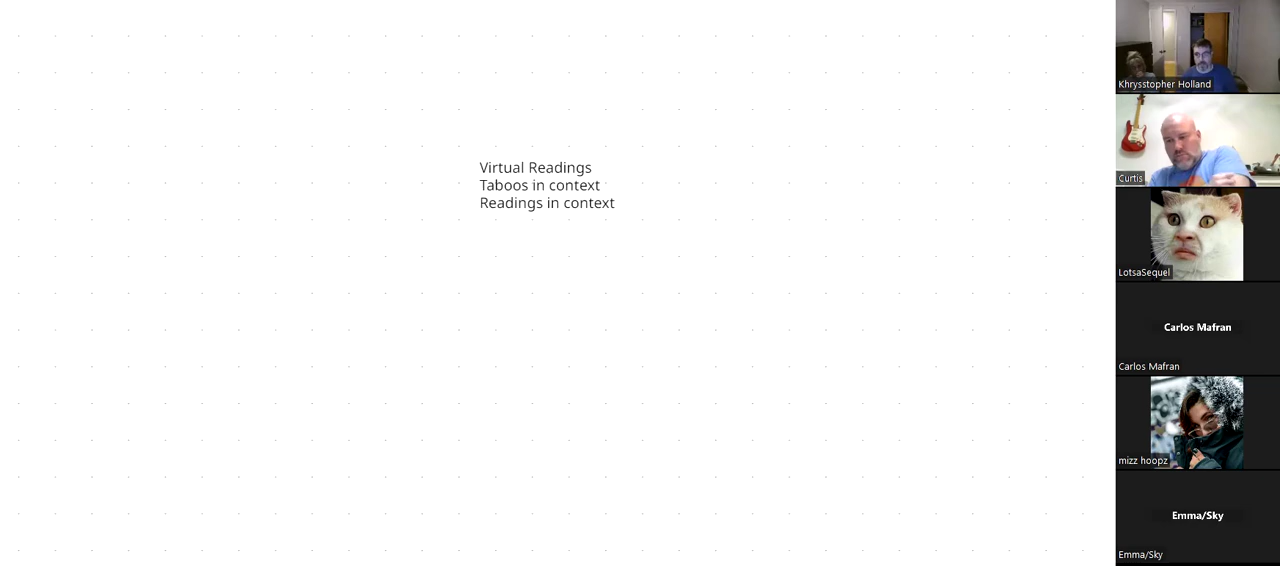 Virtual Readings
Taboos in context
Readings in context
Khrysstopher Holland
Curtis
LotsaSequel
Carlos Mafran
Carlos Mafran
mizz hoopz
Emma/Sky
Emma/Sky